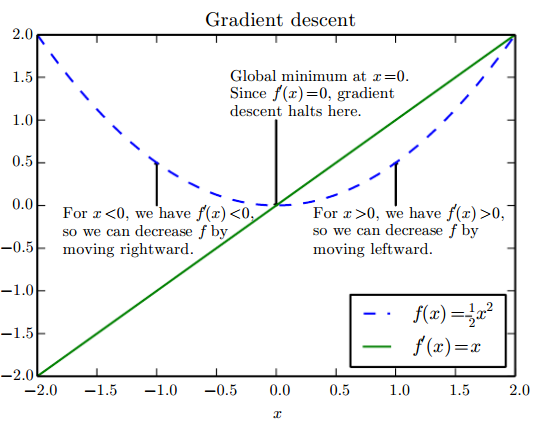 Gradient descent
2.0
1.5
1.0
0.5
0.0
−0.5
−1.0
−1.5
−2.0
Global minimum at x=0.
Since f′(x)=0, gradient
descent halts here.
For x<0, we have f′(x)<0,
so we can decrease f by
moving rightward.
For x>0, we have f′(x)>0,
so we can decrease f by
moving leftward.
f(x)=½x²
f′(x)=x
−2.0 −1.5 −1.0 −0.5 0.0 0.5 1.0 1.5 2.0
x